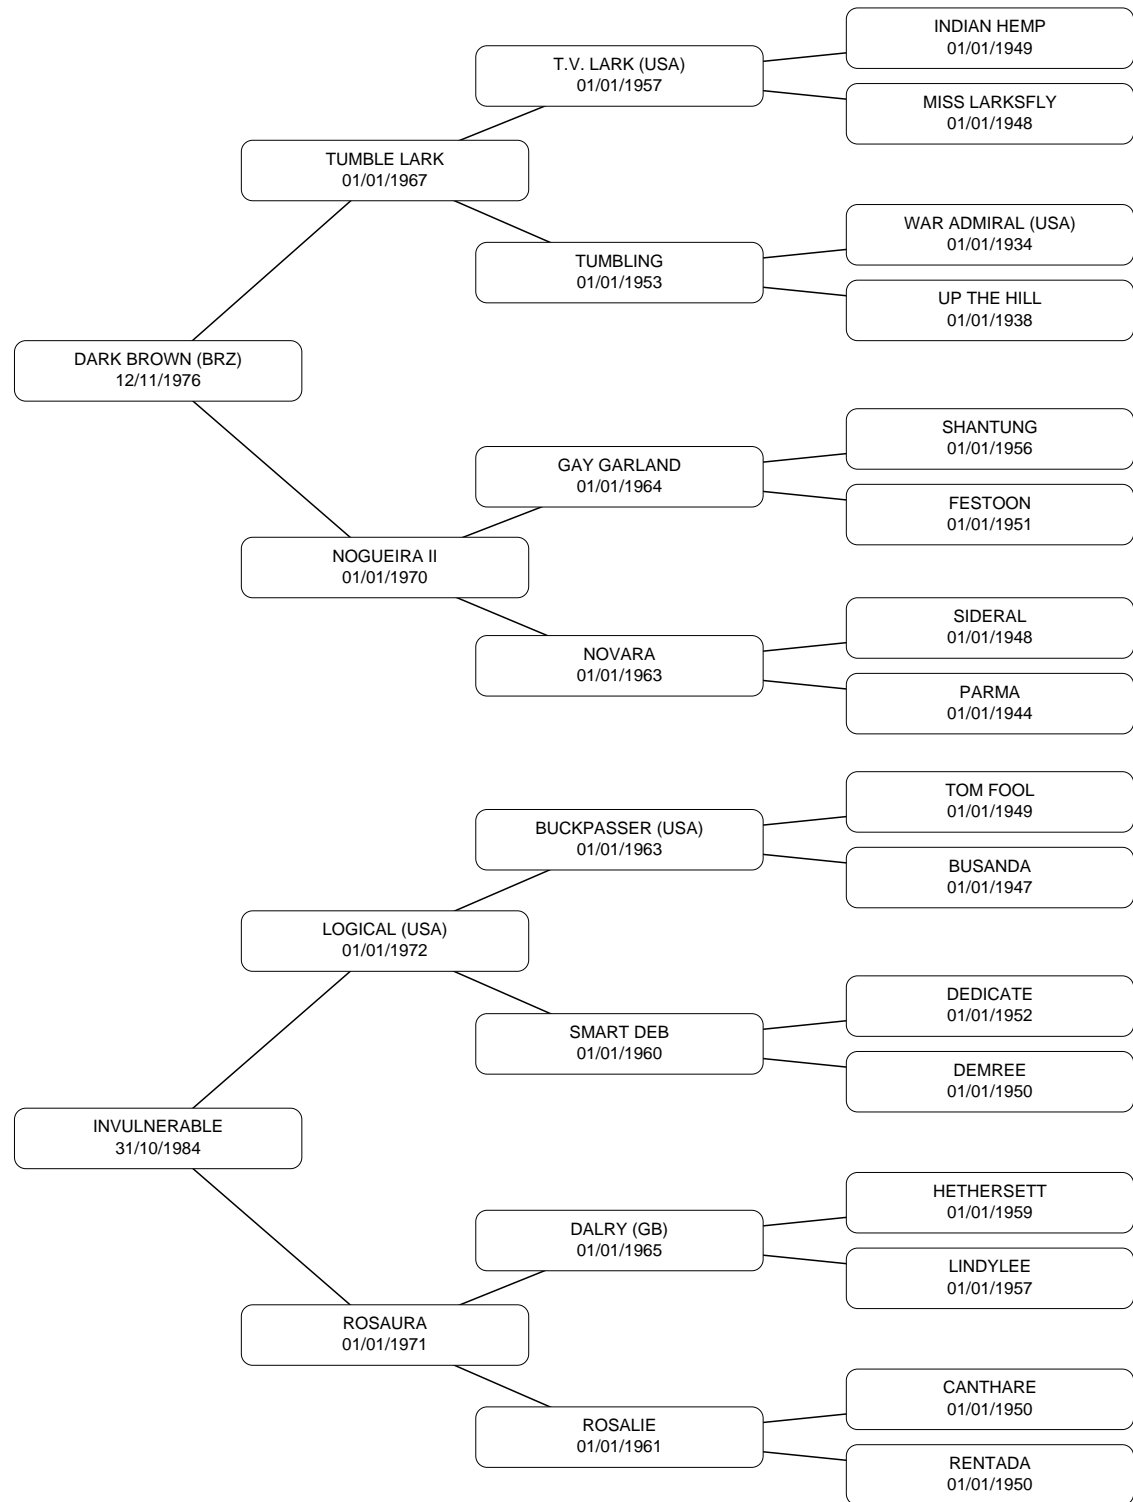 INDIAN HEMP
01/01/1949
T.V. LARK (USA)
01/01/1957
MISS LARKSFLY
01/01/1948
TUMBLE LARK
01/01/1967
WAR ADMIRAL (USA)
01/01/1934
TUMBLING
01/01/1953
UP THE HILL
01/01/1938
DARK BROWN (BRZ)
12/11/1976
SHANTUNG
01/01/1956
GAY GARLAND
01/01/1964
FESTOON
01/01/1951
NOGUEIRA II
01/01/1970
SIDERAL
01/01/1948
NOVARA
01/01/1963
PARMA
01/01/1944
TOM FOOL
01/01/1949
BUCKPASSER (USA)
01/01/1963
BUSANDA
01/01/1947
LOGICAL (USA)
01/01/1972
DEDICATE
01/01/1952
SMART DEB
01/01/1960
DEMREE
01/01/1950
INVULNERABLE
31/10/1984
HETHERSETT
01/01/1959
DALRY (GB)
01/01/1965
LINDYLEE
01/01/1957
ROSAURA
01/01/1971
CANTHARE
01/01/1950
ROSALIE
01/01/1961
RENTADA
01/01/1950